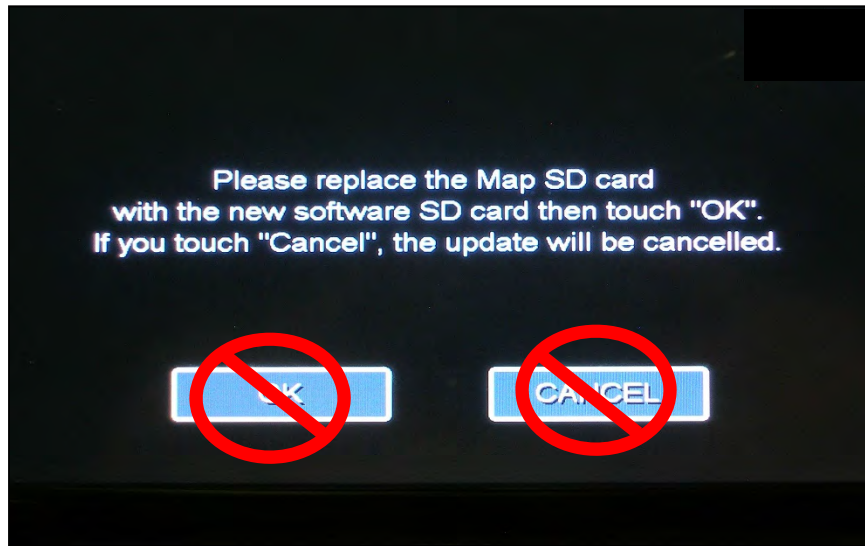 Please replace the Map SD card
with the new software SD card then touch "OK".
If you touch "Cancel", the update will be cancelled.
OK
CANCEL